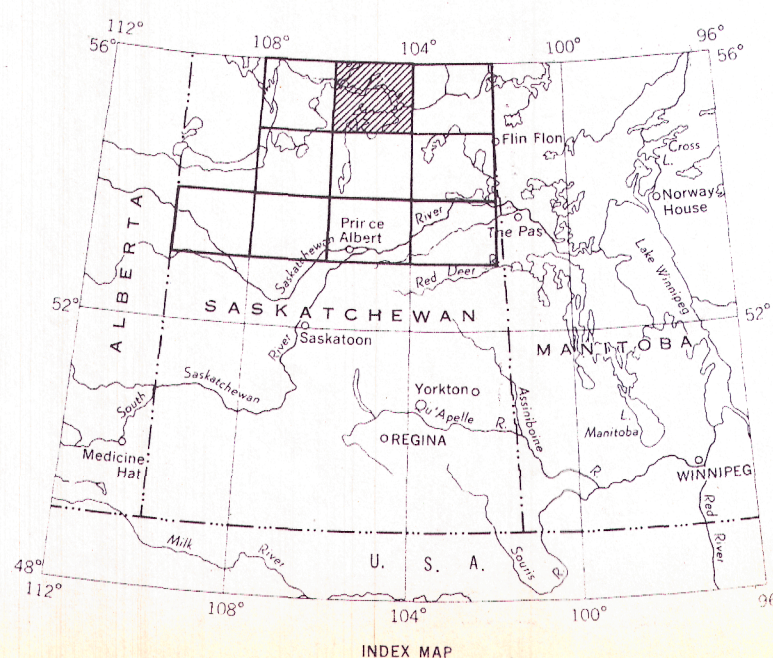 112°
108°
104°
100°
96°
56°
56°
Flin Flon
Cross
L.
Norway
House
River
The Pas
Prince
Albert
Saskatchewan
Red Deer
Lake Winnipeg
ALBERTA
52°
SASKATCHEWAN
52°
Saskatoon
MANITOBA
River
Saskatchewan
South
Yorkton
Qu'Apelle
R.
Assiniboine
L.
Manitoba
REGINA
Medicine
Hat
R.
WINNIPEG
Red
River
Milk
River
U. S. A.
Souris
R.
48°
112°
108°
104°
100°
96
INDEX MAP